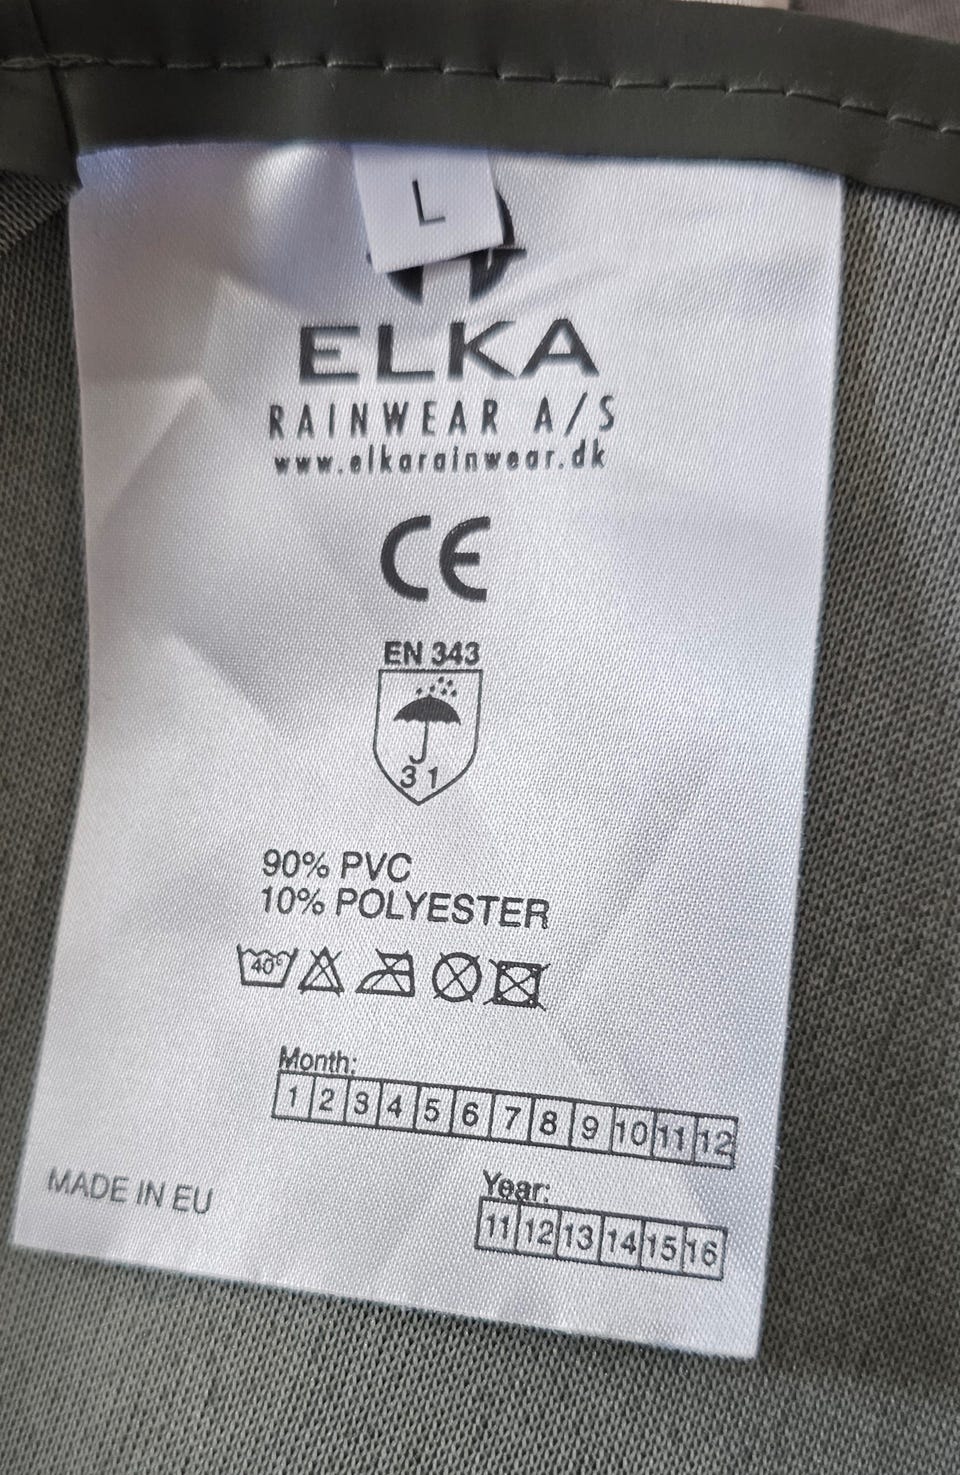 L
ELKA
RAINWEAR A/S
www.elkarainwear.dk
CE
EN 343
3 1
90% PVC
10% POLYESTER
40°
Month:
1 2 3 4 5 6 7 8 9 10 11 12
MADE IN EU
Year:
11 12 13 14 15 16